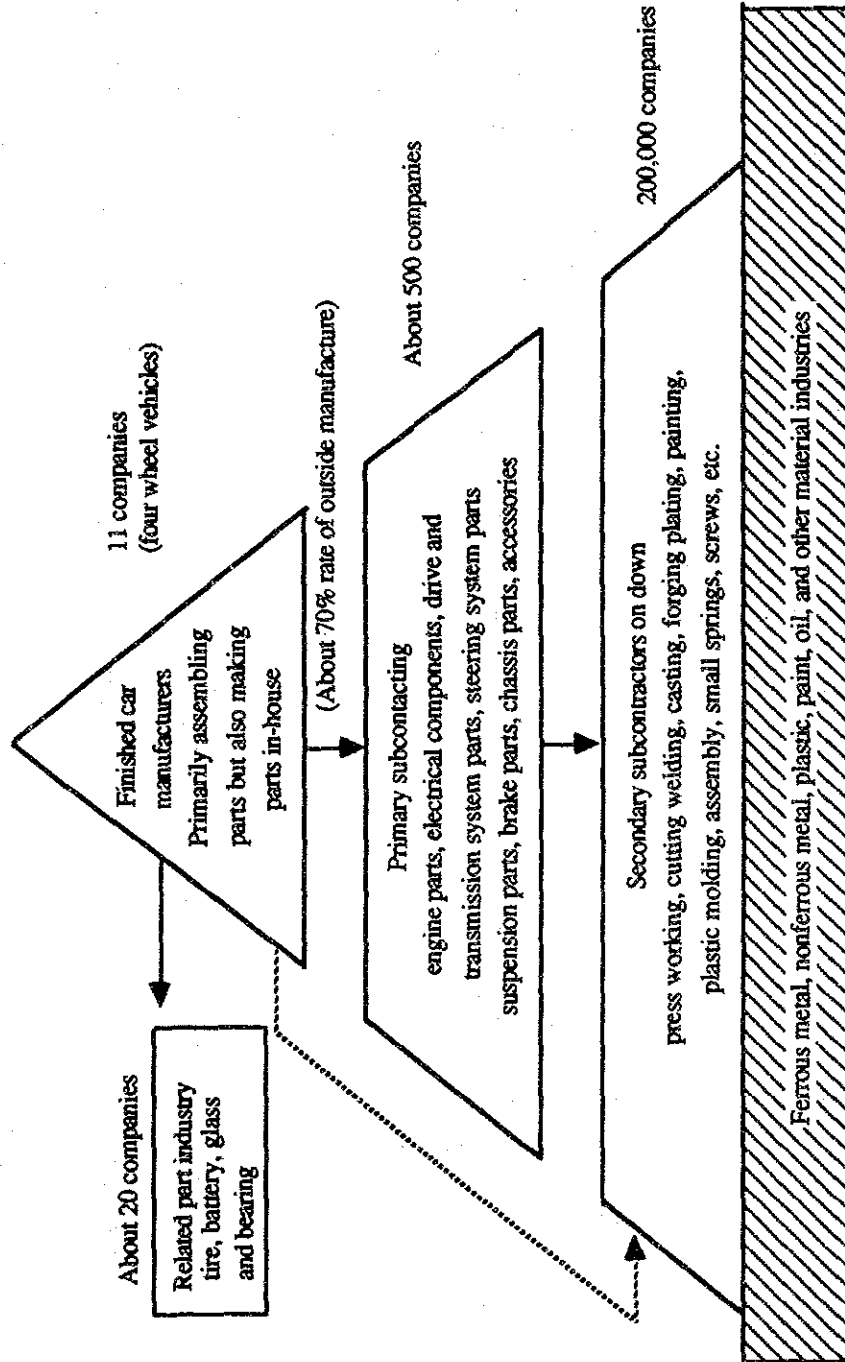 11 companies
(four wheel vehicles)
Finished car
manufacturers
Primarily assembling
parts but also making
parts in-house
About 20 companies
Related part industry
tire, battery, glass
and bearing
(About 70% rate of outside manufacture)
About 500 companies
Primary subcontacting
engine parts, electrical components, drive and
transmission system parts, steering system parts
suspension parts, brake parts, chassis parts, accessories
200,000 companies
Secondary subcontractors on down
press working, cutting welding, casting, forging plating, painting,
plastic molding, assembly, small springs, screws, etc.
Ferrous metal, nonferrous metal, plastic, paint, oil, and other material industries